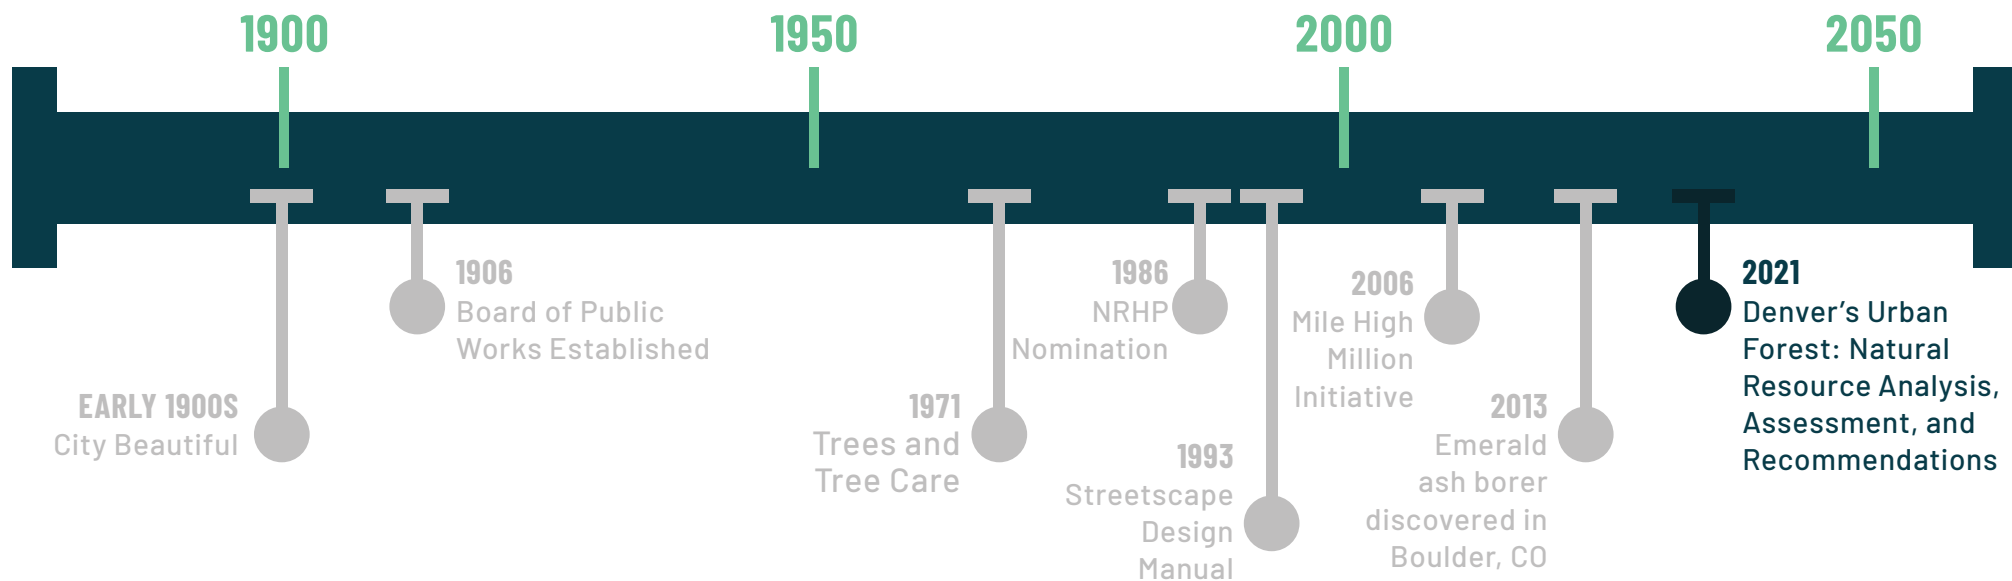 1900
1950
2000
2050
EARLY 1900S
City Beautiful
1906
Board of Public
Works Established
1971
Trees and
Tree Care
1986
NRHP
Nomination
1993
Streetscape
Design
Manual
2006
Mile High
Million
Initiative
2013
Emerald
ash borer
discovered in
Boulder, CO
2021
Denver’s Urban
Forest: Natural
Resource Analysis,
Assessment, and
Recommendations